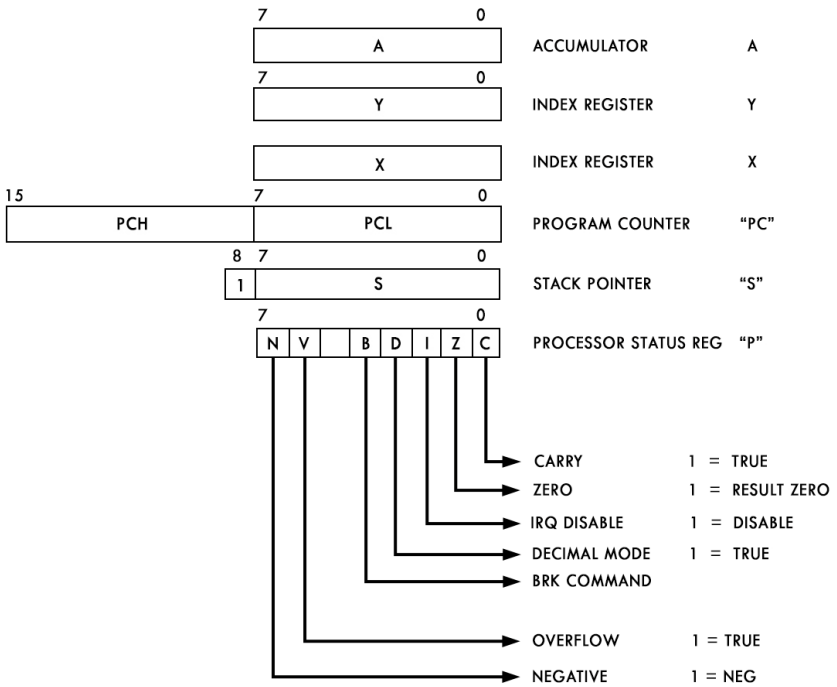 7 0
A ACCUMULATOR A
7 0
Y INDEX REGISTER Y
X INDEX REGISTER X
15 7 0
PCH PCL PROGRAM COUNTER “PC”
8 7 0
1 S STACK POINTER “S”
7 0
N V B D I Z C PROCESSOR STATUS REG “P”
CARRY 1 = TRUE
ZERO 1 = RESULT ZERO
IRQ DISABLE 1 = DISABLE
DECIMAL MODE 1 = TRUE
BRK COMMAND
OVERFLOW 1 = TRUE
NEGATIVE 1 = NEG